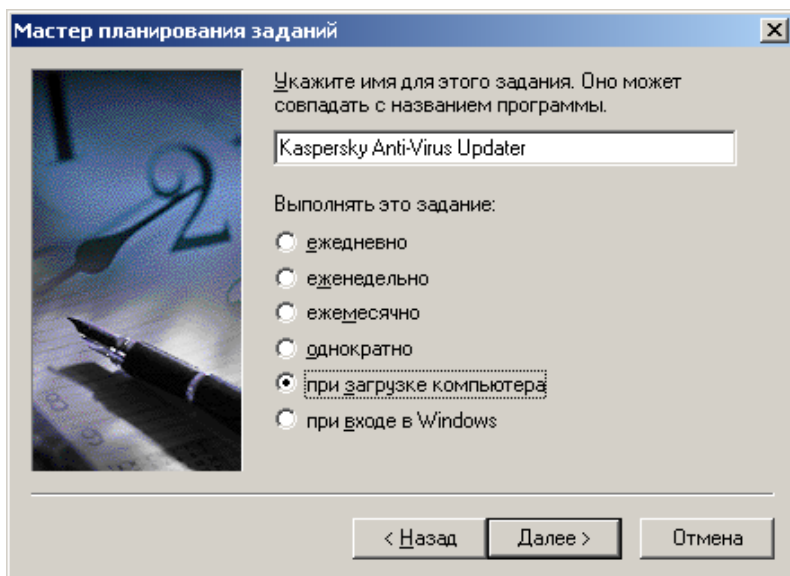 Мастер планирования заданий
Укажите имя для этого задания. Оно может
совпадать с названием программы.
Kaspersky Anti-Virus Updater
Выполнять это задание:
ежедневно
еженедельно
ежемесячно
однократно
при загрузке компьютера
при входе в Windows
< Назад
Далее >
Отмена